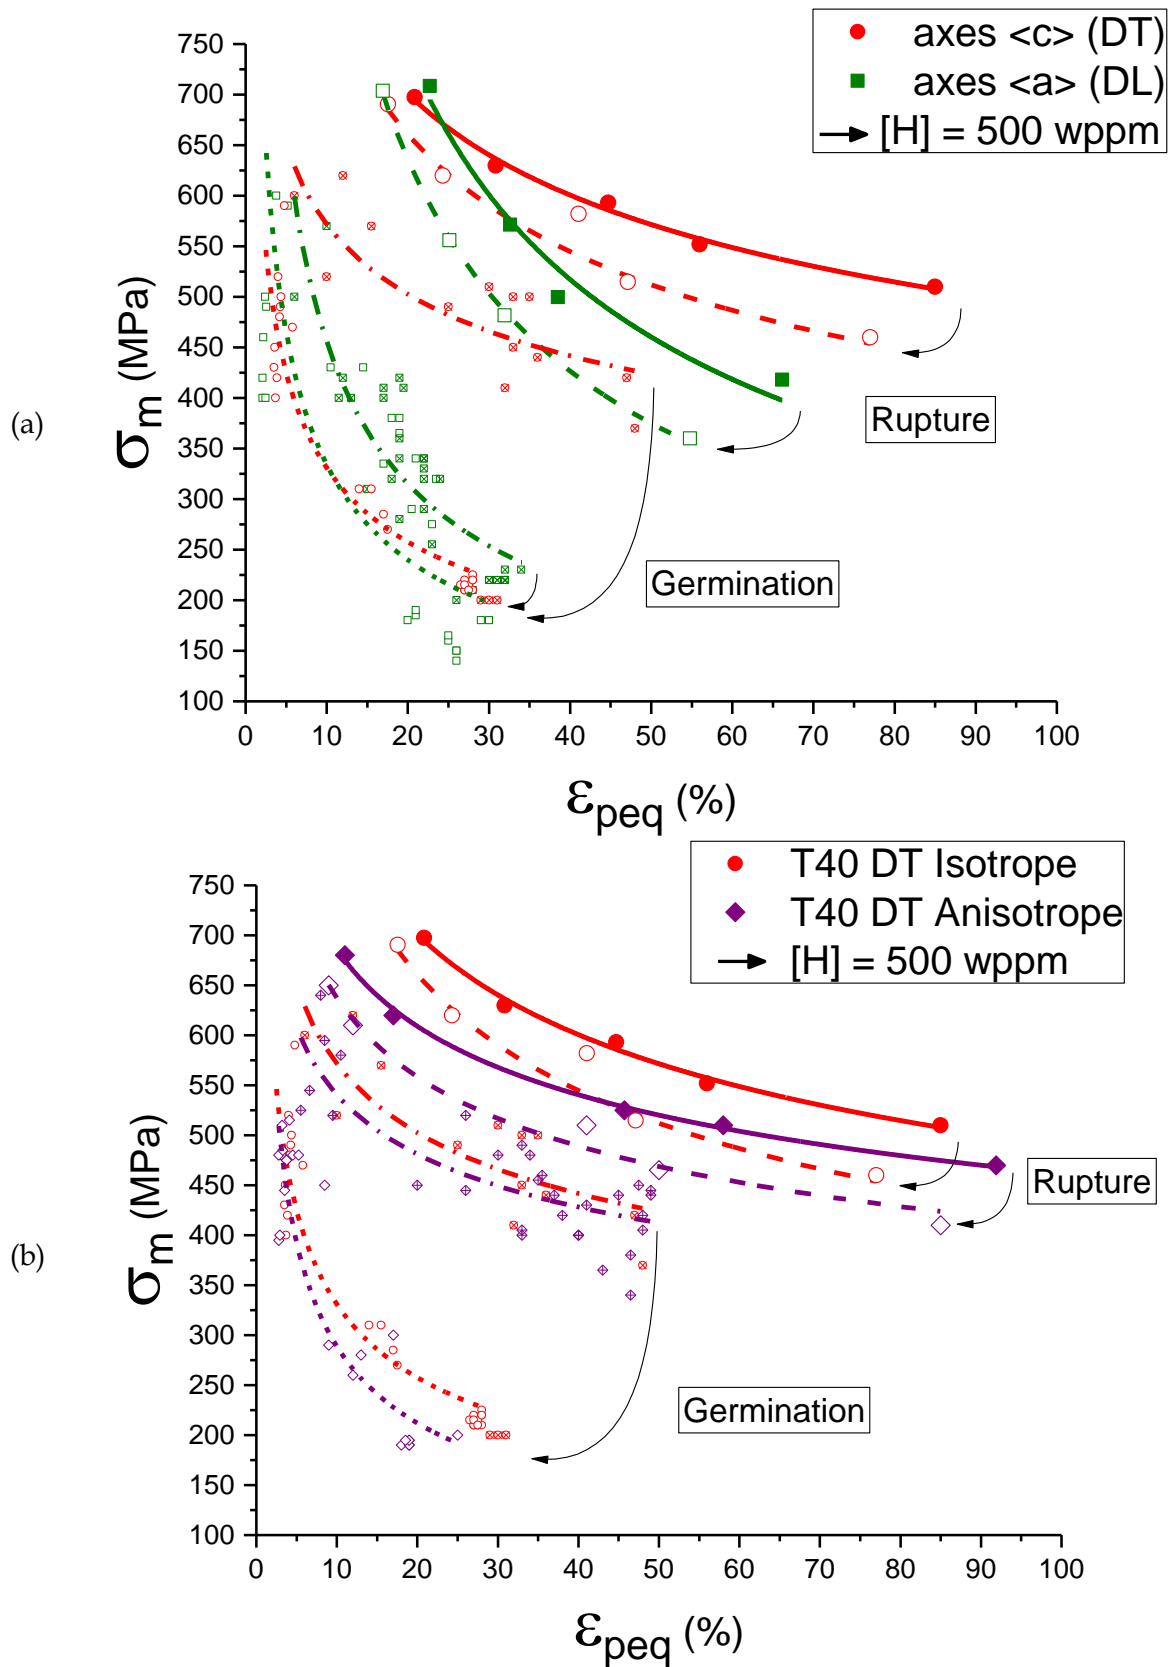 axes <c> (DT)
axes <a> (DL)
[H] = 500 wppm
750
700
650
600
550
500
450
400
350
300
250
200
150
100
σm (MPa)
(a)
Rupture
Germination
0 10 20 30 40 50 60 70 80 90 100
εpeq (%)
T40 DT Isotrope
T40 DT Anisotrope
[H] = 500 wppm
750
700
650
600
550
500
450
400
350
300
250
200
150
100
σm (MPa)
(b)
Rupture
Germination
0 10 20 30 40 50 60 70 80 90 100
εpeq (%)